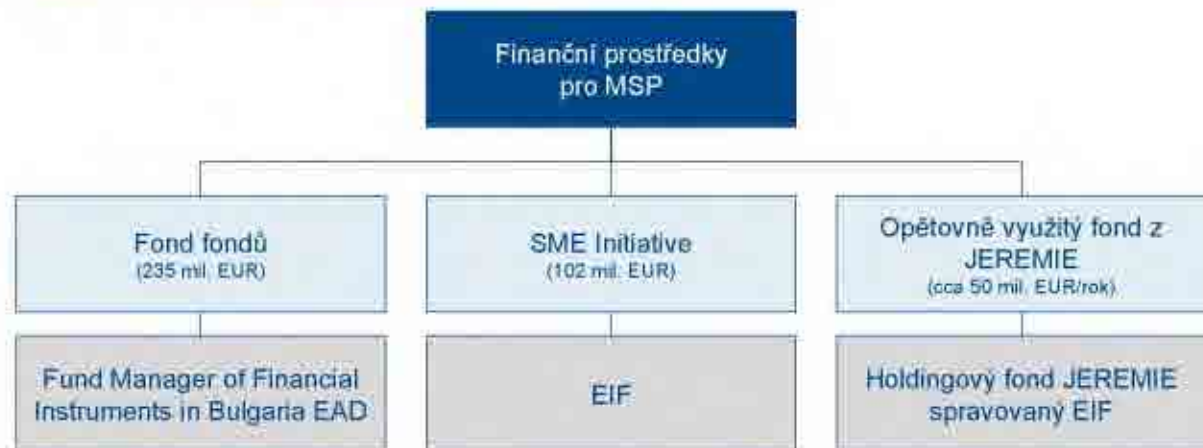 Finanční prostředky
pro MSP
Fond fondů
(235 mil. EUR)
SME Initiative
(102 mil. EUR)
Opětovně využitý fond z
JEREMIE
(cca 50 mil. EUR/rok)
Fund Manager of Financial
Instruments in Bulgaria EAD
EIF
Holdingový fond JEREMIE
spravovaný EIF